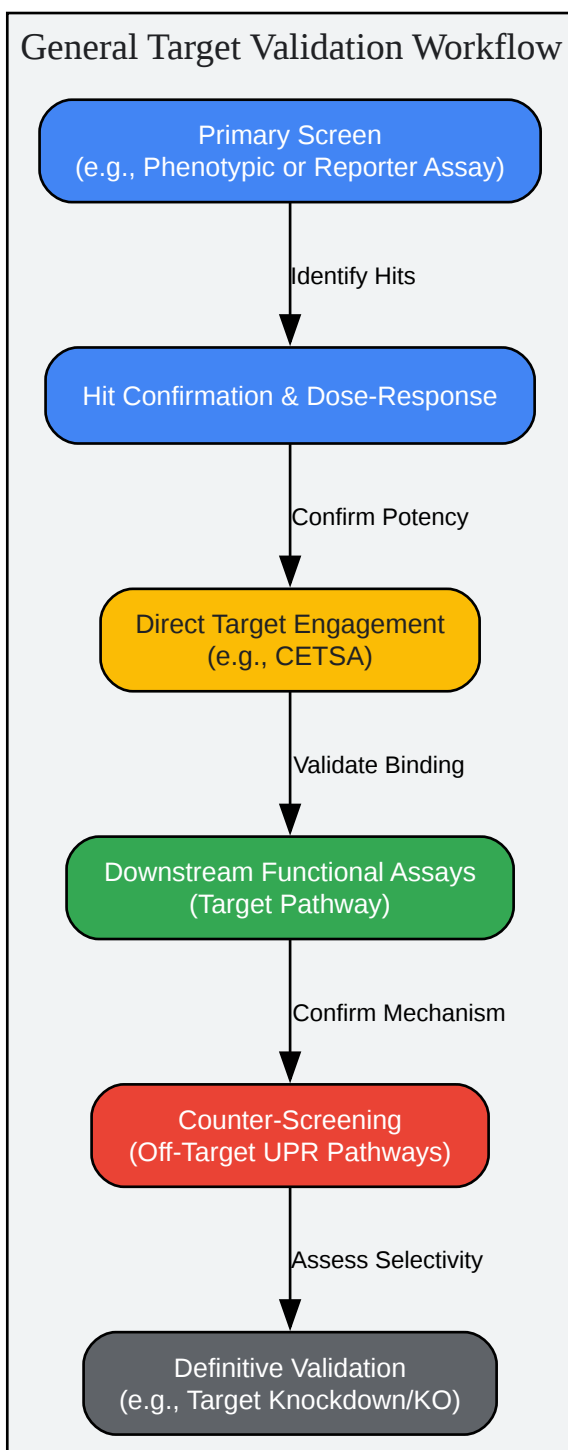 General Target Validation Workflow
Primary Screen
(e.g., Phenotypic or Reporter Assay)
Identify Hits
Hit Confirmation & Dose-Response
Confirm Potency
Direct Target Engagement
(e.g., CETSA)
Validate Binding
Downstream Functional Assays
(Target Pathway)
Confirm Mechanism
Counter-Screening
(Off-Target UPR Pathways)
Assess Selectivity
Definitive Validation
(e.g., Target Knockdown/KO)